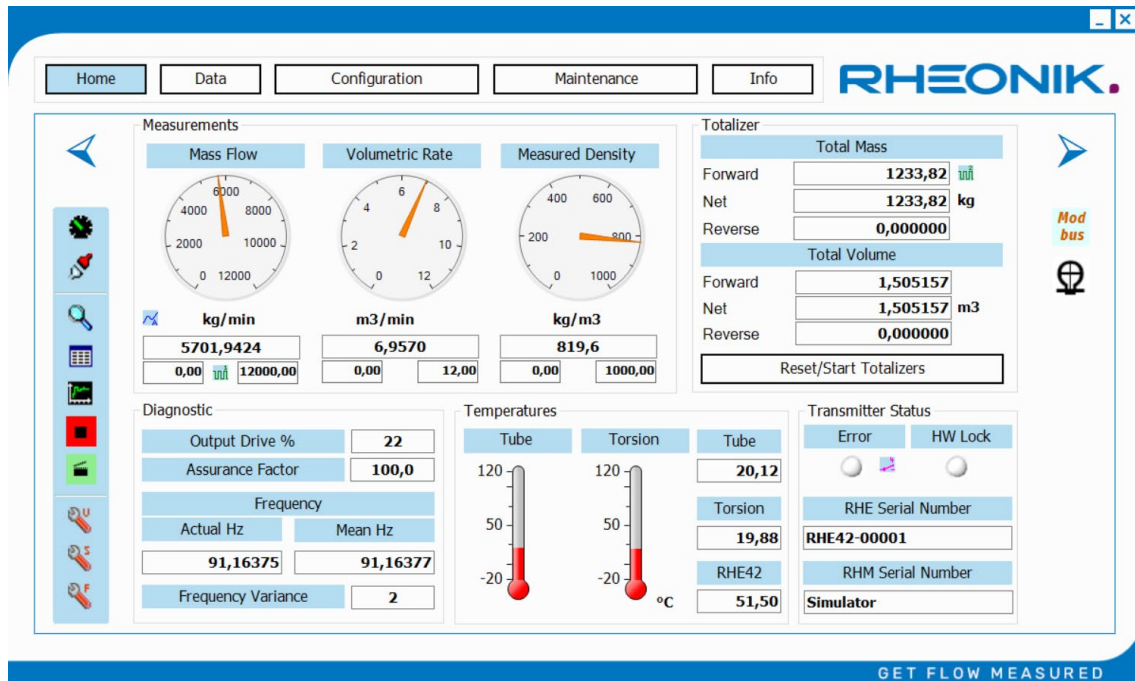 Home Data Configuration Maintenance Info
RHEONIK.
Measurements
Mass Flow Volumetric Rate Measured Density
6000
4000 8000
2000 10000
0 12000
6
4 8
2 10
0 12
400 600
200 800
0 1000
kg/min m3/min kg/m3
5701,9424 6,9570 819,6
0,00 12000,00 0,00 12,00 0,00 1000,00
Totalizer
Total Mass
Forward 1233,82
Net 1233,82 kg
Reverse 0,000000
Total Volume
Forward 1,505157
Net 1,505157 m3
Reverse 0,000000
Reset/Start Totalizers
Mod
bus
Diagnostic
Output Drive % 22
Assurance Factor 100,0
Frequency
Actual Hz Mean Hz
91,16375 91,16377
Frequency Variance 2
Temperatures
Tube Torsion Tube
120 120 20,12
50 50 Torsion
19,88
-20 -20 RHE42
ºC 51,50
Transmitter Status
Error HW Lock
RHE Serial Number
RHE42-00001
RHM Serial Number
Simulator
U
S
F
GET FLOW MEASURED